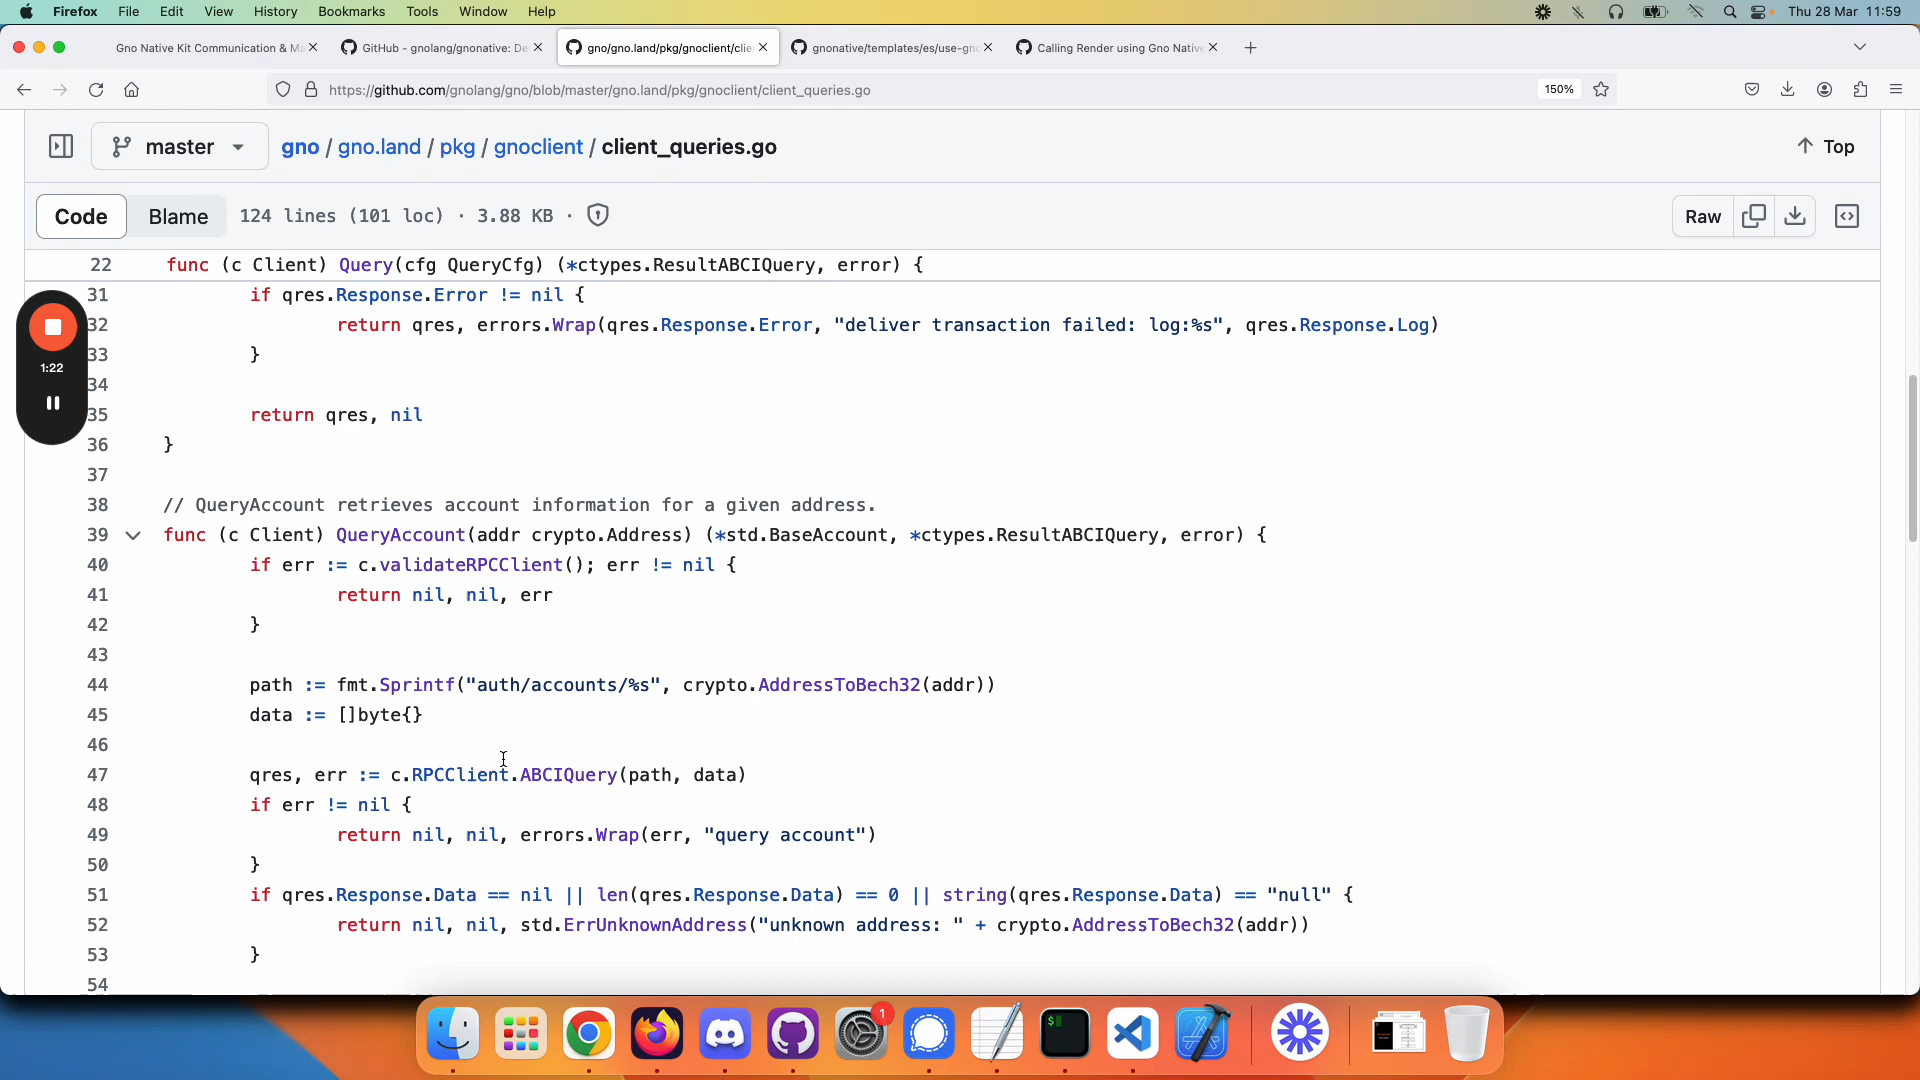 Firefox File Edit View History Bookmarks Tools Window Help Thu 28 Mar 11:59
Gno Native Kit Communication & Ma GitHub - gnolang/gnonative: De gno/gno.land/pkg/gnoclient/clie gnonative/templates/es/use-gno Calling Render using Gno Native
https://github.com/gnolang/gno/blob/master/gno.land/pkg/gnoclient/client_queries.go 150%
master gno / gno.land / pkg / gnoclient / client_queries.go Top
Code Blame 124 lines (101 loc) · 3.88 KB · Raw
22 func (c Client) Query(cfg QueryCfg) (*ctypes.ResultABCIQuery, error) {
31 if qres.Response.Error != nil {
32 return qres, errors.Wrap(qres.Response.Error, "deliver transaction failed: log:%s", qres.Response.Log)
1:22
33 }
34
35 return qres, nil
36 }
37
38 // QueryAccount retrieves account information for a given address.
39 func (c Client) QueryAccount(addr crypto.Address) (*std.BaseAccount, *ctypes.ResultABCIQuery, error) {
40 if err := c.validateRPCClient(); err != nil {
41 return nil, nil, err
42 }
43
44 path := fmt.Sprintf("auth/accounts/%s", crypto.AddressToBech32(addr))
45 data := []byte{}
46
47 qres, err := c.RPCClient.ABCIQuery(path, data)
48 if err != nil {
49 return nil, nil, errors.Wrap(err, "query account")
50 }
51 if qres.Response.Data == nil || len(qres.Response.Data) == 0 || string(qres.Response.Data) == "null" {
52 return nil, nil, std.ErrUnknownAddress("unknown address: " + crypto.AddressToBech32(addr))
53 }
54
1
$